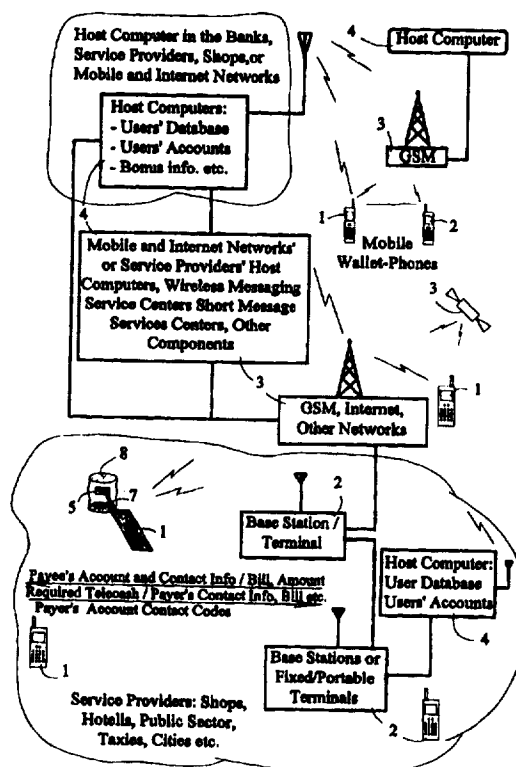 Host Computer in the Banks,
Service Providers, Shops,or
Mobile and Internet Networks
4
Host Computer
Host Computers:
- Users' Database
- Users' Accounts
- Bonus info. etc.
3
GSM
4
1
2
Mobile
Wallet-Phones
Mobile and Internet Networks'
or Service Providers' Host
Computers, Wireless Messaging
Service Centers Short Message
Services Centers, Other
Components
3
3
1
GSM, Internet,
Other Networks
8
5
7
1
2
Base Station /
Terminal
Host Computer:
User Database
Users' Accounts
4
Payee's Account and Contact Info / Bill, Amount
Required Telecash / Payer's Contact Info, Bill etc.
Payer's Account Contact Codes
1
Base Stations or
Fixed/Portable
Terminals
2
Service Providers: Shops,
Hotells, Public Sector,
Taxies, Cities etc.